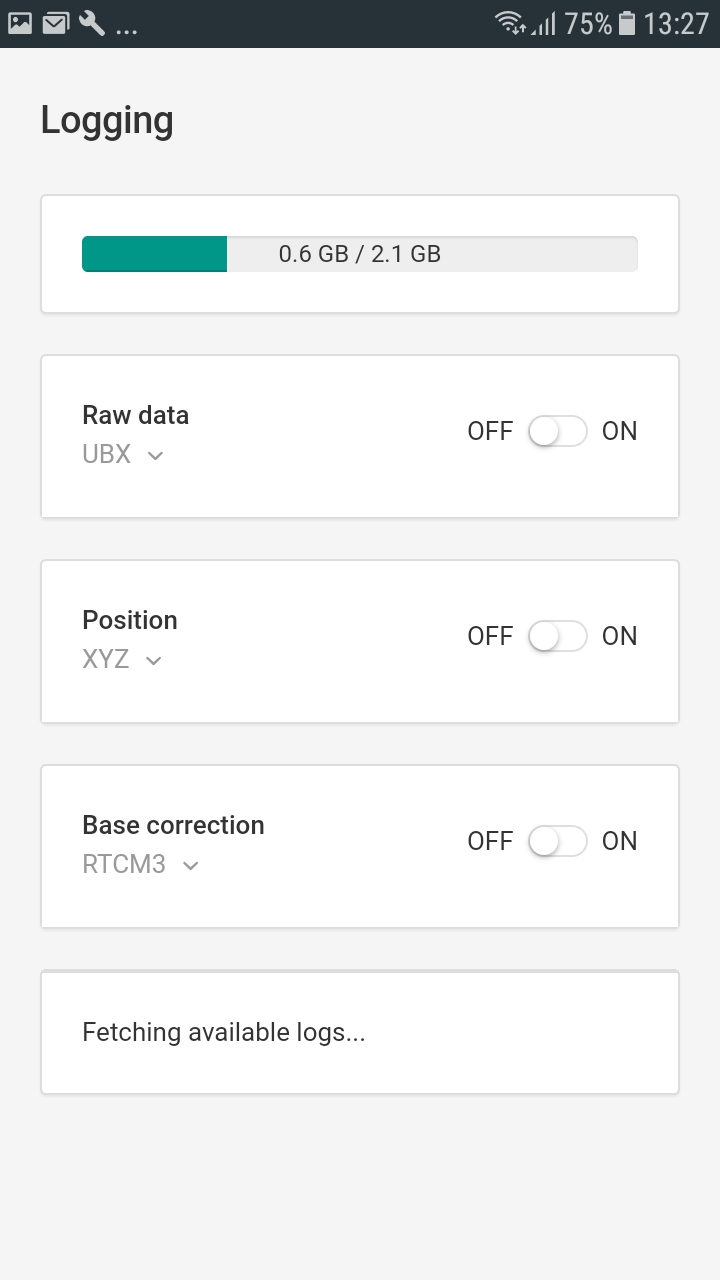 ... 75% 13:27
Logging
0.6 GB / 2.1 GB
Raw data
UBX
OFF ON
Position
XYZ
OFF ON
Base correction
RTCM3
OFF ON
Fetching available logs...